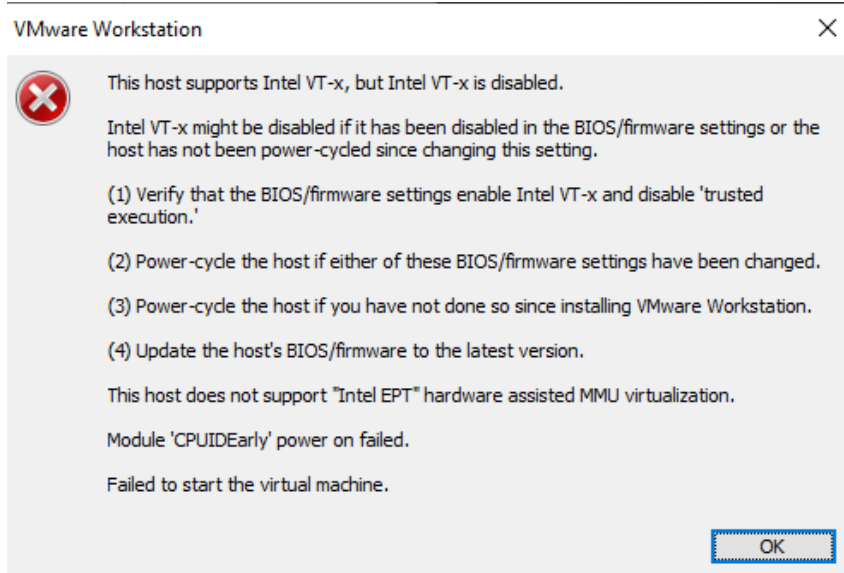 VMware Workstation
This host supports Intel VT-x, but Intel VT-x is disabled.
Intel VT-x might be disabled if it has been disabled in the BIOS/firmware settings or the
host has not been power-cycled since changing this setting.
(1) Verify that the BIOS/firmware settings enable Intel VT-x and disable 'trusted
execution.'
(2) Power-cycle the host if either of these BIOS/firmware settings have been changed.
(3) Power-cycle the host if you have not done so since installing VMware Workstation.
(4) Update the host's BIOS/firmware to the latest version.
This host does not support "Intel EPT" hardware assisted MMU virtualization.
Module 'CPUIDEarly' power on failed.
Failed to start the virtual machine.
OK